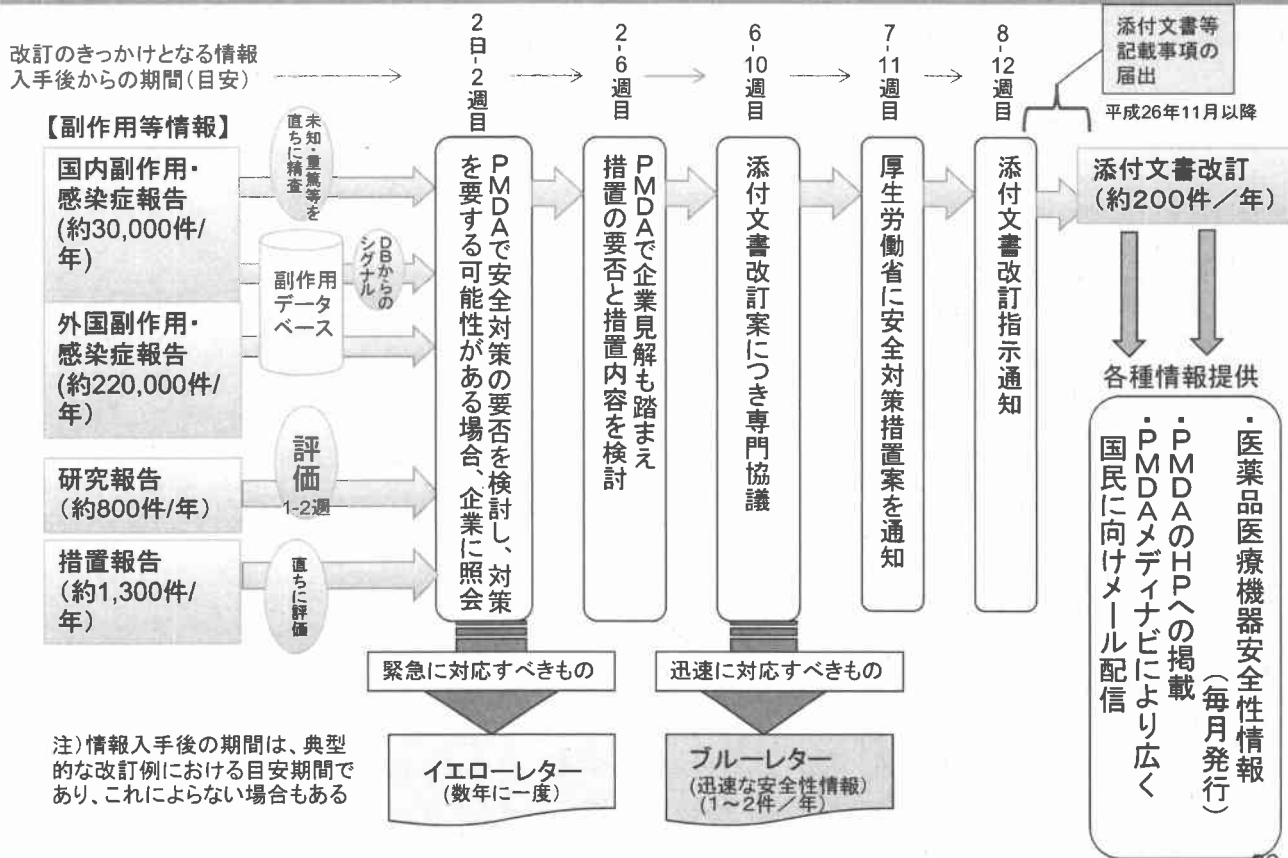 改訂のきっかけとなる情報
入手後からの期間(目安)
2日-2週目
2-6週目
6-10週目
7-11週目
8-12週目
添付文書等
記載事項の
届出
平成26年11月以降
【副作用等情報】
国内副作用・
感染症報告
(約30,000件/
年)
外国副作用・
感染症報告
(約220,000件/
年)
研究報告
(約800件/年)
措置報告
(約1,300件/
年)
未知・重篤等を
直ちに精査
DBからの
シグナル
副作用
データ
ベース
評価
1-2週
直ちに評価
PMDAで安全対策の要否を検討し、対策
を要する可能性がある場合、企業に照会
PMDAで企業見解も踏まえ
措置の要否と措置内容を検討
添付文書改訂案につき専門協議
厚生労働省に安全対策措置案を通知
添付文書改訂指示通知
添付文書改訂
(約200件/年)
各種情報提供
・医薬品医療機器安全性情報
(毎月発行)
・PMDAのHPへの掲載
・PMDAメディナビにより広く
国民に向けメール配信
緊急に対応すべきもの
イエローレター
(数年に一度)
迅速に対応すべきもの
ブルーレター
(迅速な安全性情報)
(1～2件/年)
注)情報入手後の期間は、典型
的な改訂例における目安期間で
あり、これによらない場合もある